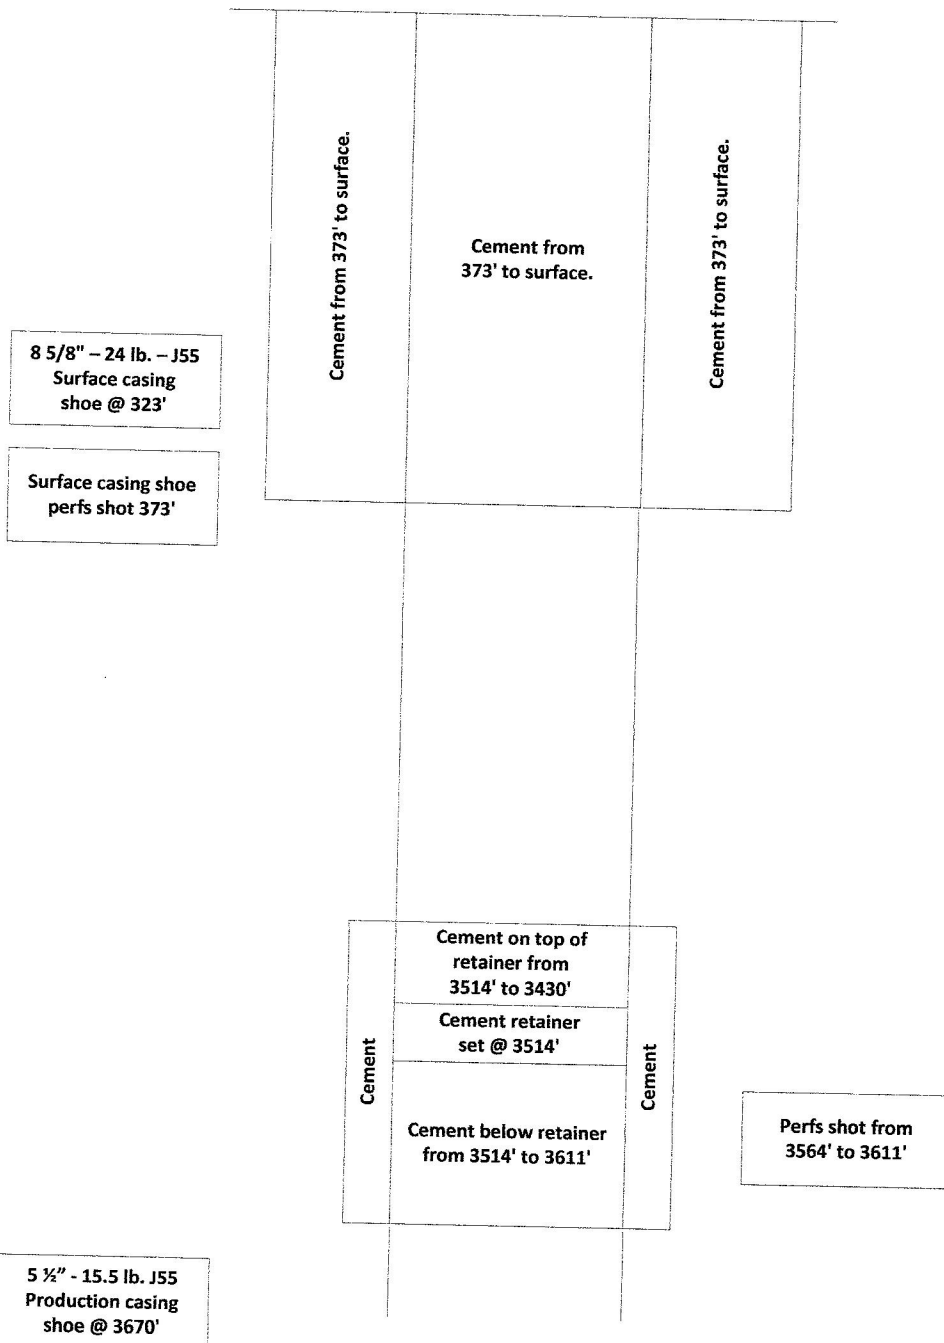 Cement from 373' to surface.
Cement from
373' to surface.
Cement from 373' to surface.
8 5/8" – 24 lb. – J55
Surface casing
shoe @ 323'
Surface casing shoe
perfs shot 373'
Cement on top of
retainer from
3514' to 3430'
Cement retainer
set @ 3514'
Cement
Cement
Cement below retainer
from 3514' to 3611'
Perfs shot from
3564' to 3611'
5 ½" - 15.5 lb. J55
Production casing
shoe @ 3670'